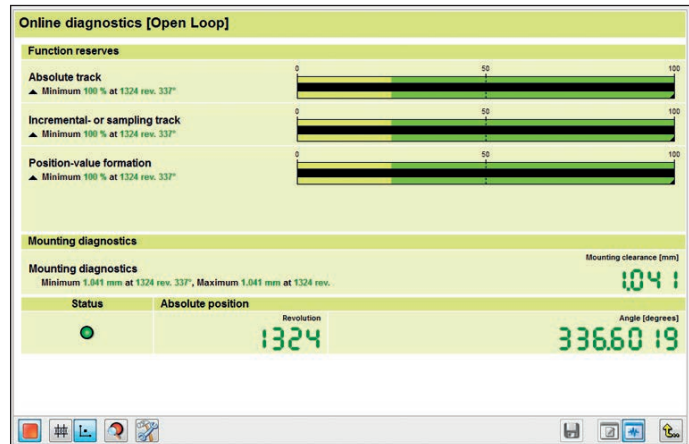 Online diagnostics [Open Loop]
Function reserves
0 50 100
Absolute track
Minimum 100 % at 1324 rev. 337°
0 50 100
Incremental- or sampling track
Minimum 100 % at 1324 rev. 337°
0 50 100
Position-value formation
Minimum 100 % at 1324 rev. 337°
Mounting diagnostics
Mounting clearance [mm]
Mounting diagnostics
Minimum 1.041 mm at 1324 rev. 337°, Maximum 1.041 mm at 1324 rev.
1.041
Status Absolute position
Revolution Angle [degrees]
1324 336.6019